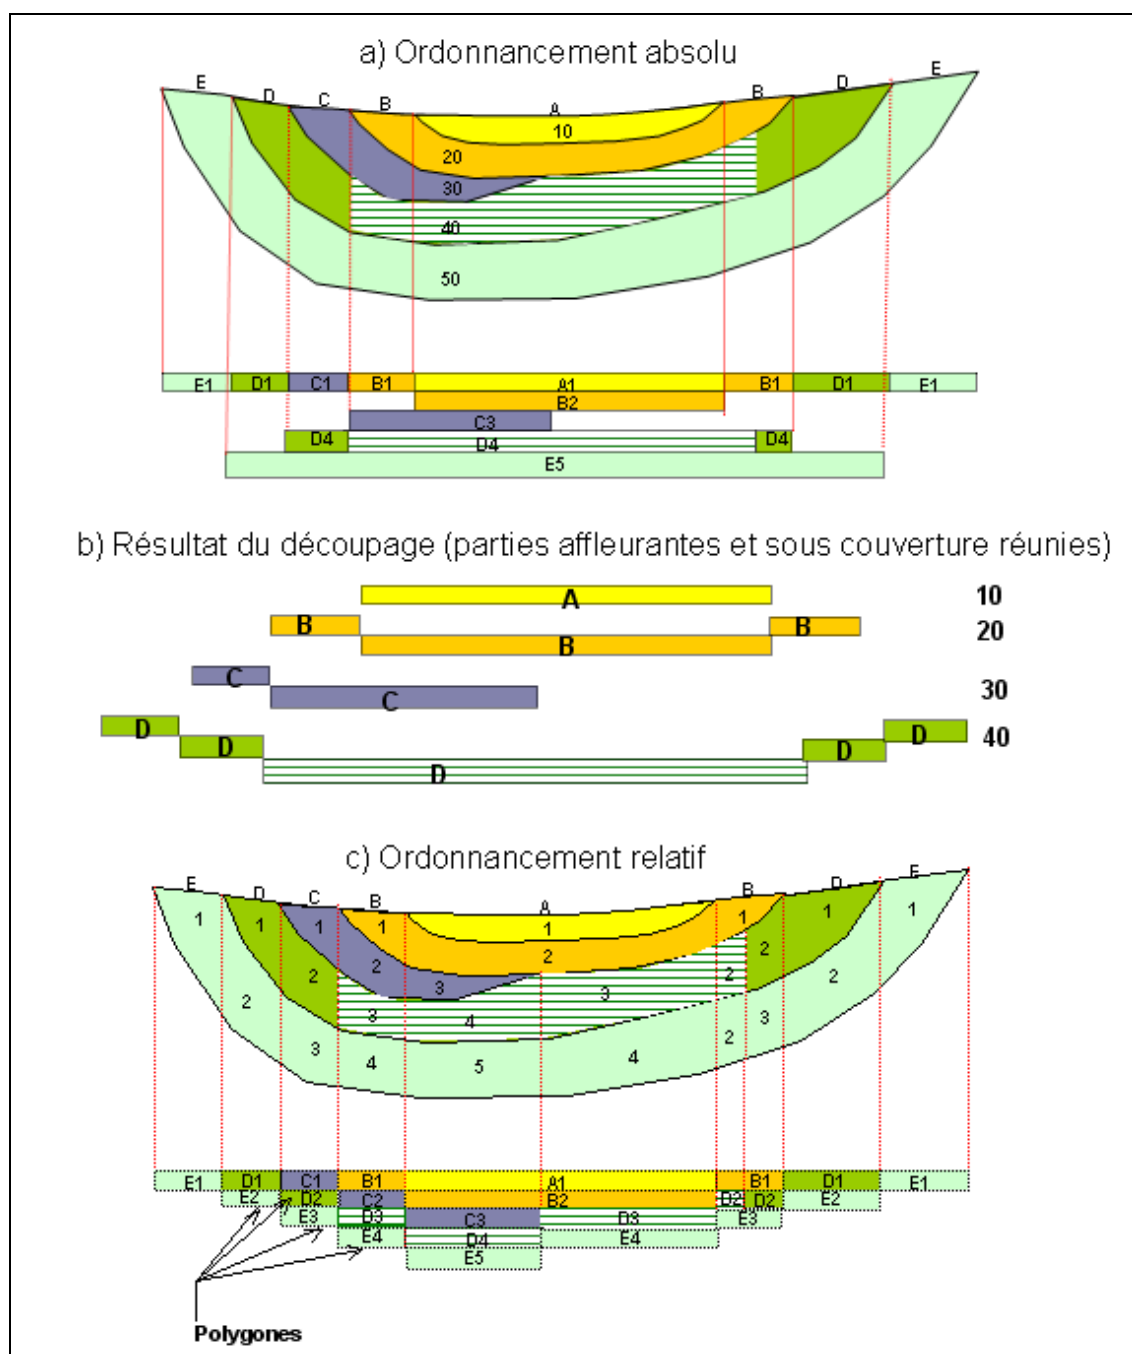 a) Ordonnancement absolu
E D C B A B D E
10
20
30
40
50
E1 D1 C1 B1 A1 B1 D1 E1
B2
C3
D4 D4 D4
E5
b) Résultat du découpage (parties affleurantes et sous couverture réunies)
A 10
B B 20
B
C 30
C
D D 40
D D
D
c) Ordonnancement relatif
E D C B A B D E
1 1 1 1 1 1 1 1
2 2 2 2 2 2 2
3 3 3
3 4 3
3 4 5 4 2
E1 D1 C1 B1 A1 B1 D1 E1
E2 D2 C2 B2 D2 D2 E2
E3 D3 C3 D3 E3
E4 D4 E4
E5
Polygones